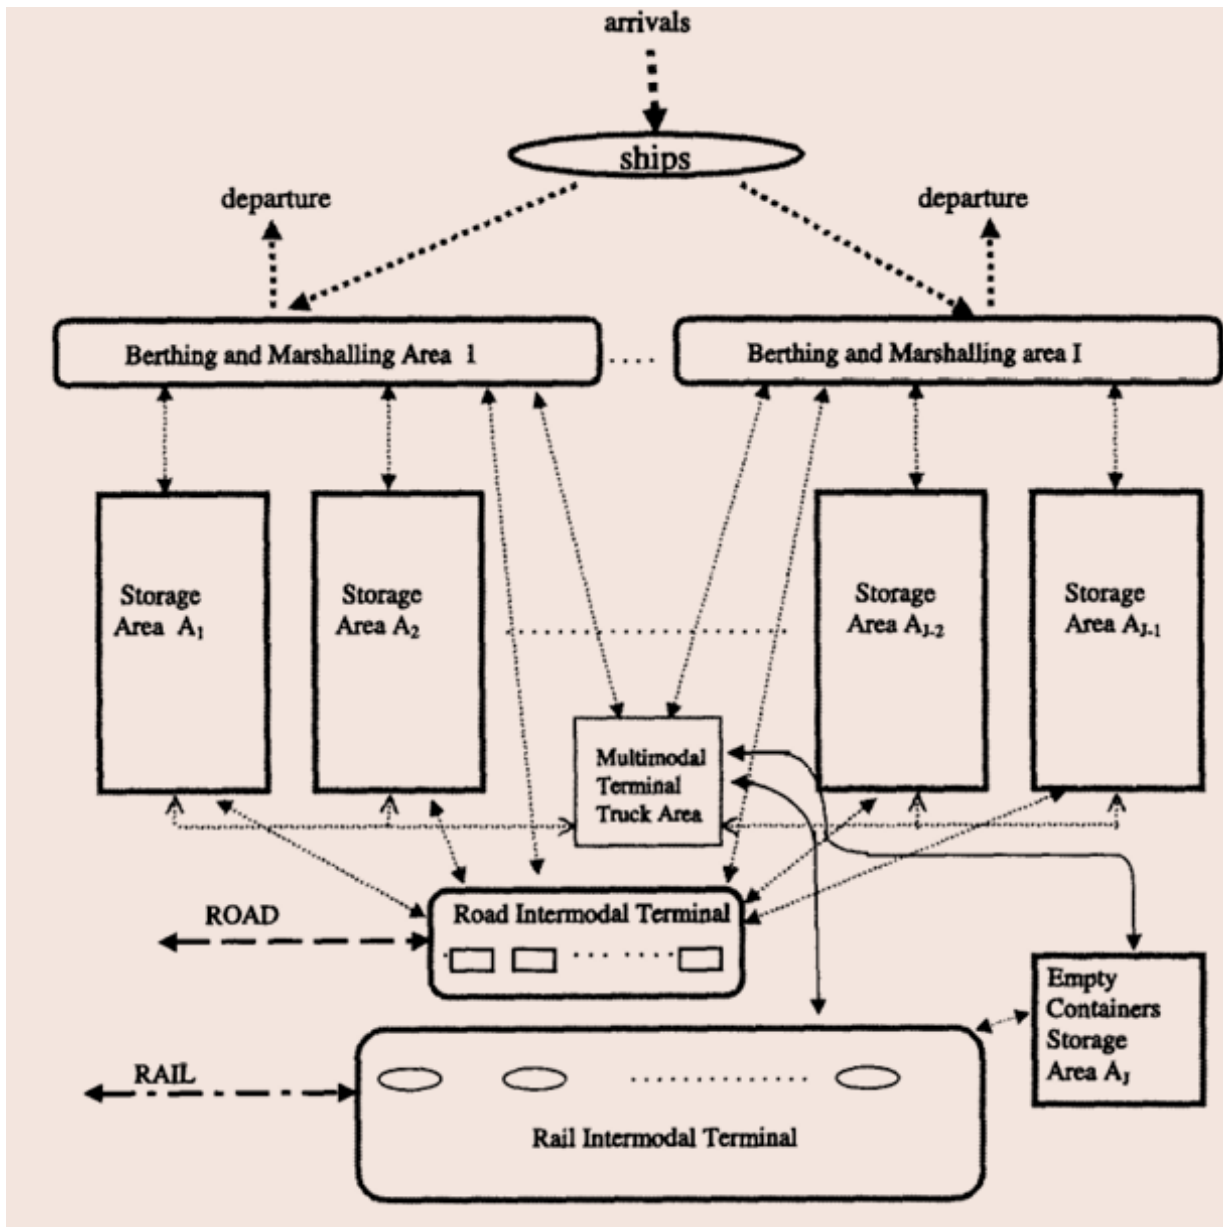 arrivals
ships
departure
departure
Berthing and Marshalling Area 1
Berthing and Marshalling area I
Storage
Area A1
Storage
Area A2
Storage
Area AJ-2
Storage
Area AJ-1
Multimodal
Terminal
Truck Area
ROAD
Road Intermodal Terminal
Empty
Containers
Storage
Area AJ
RAIL
Rail Intermodal Terminal